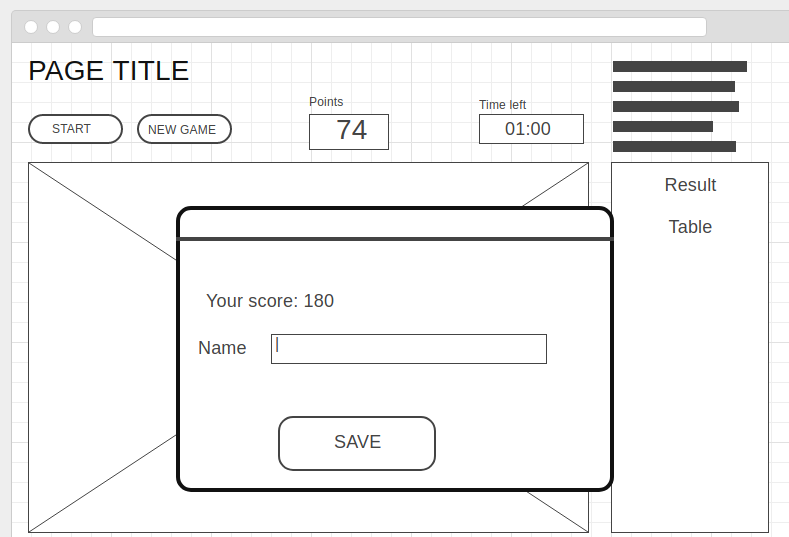 PAGE TITLE
START
NEW GAME
Points
74
Time left
01:00
Result
Table
Your score: 180
Name
SAVE